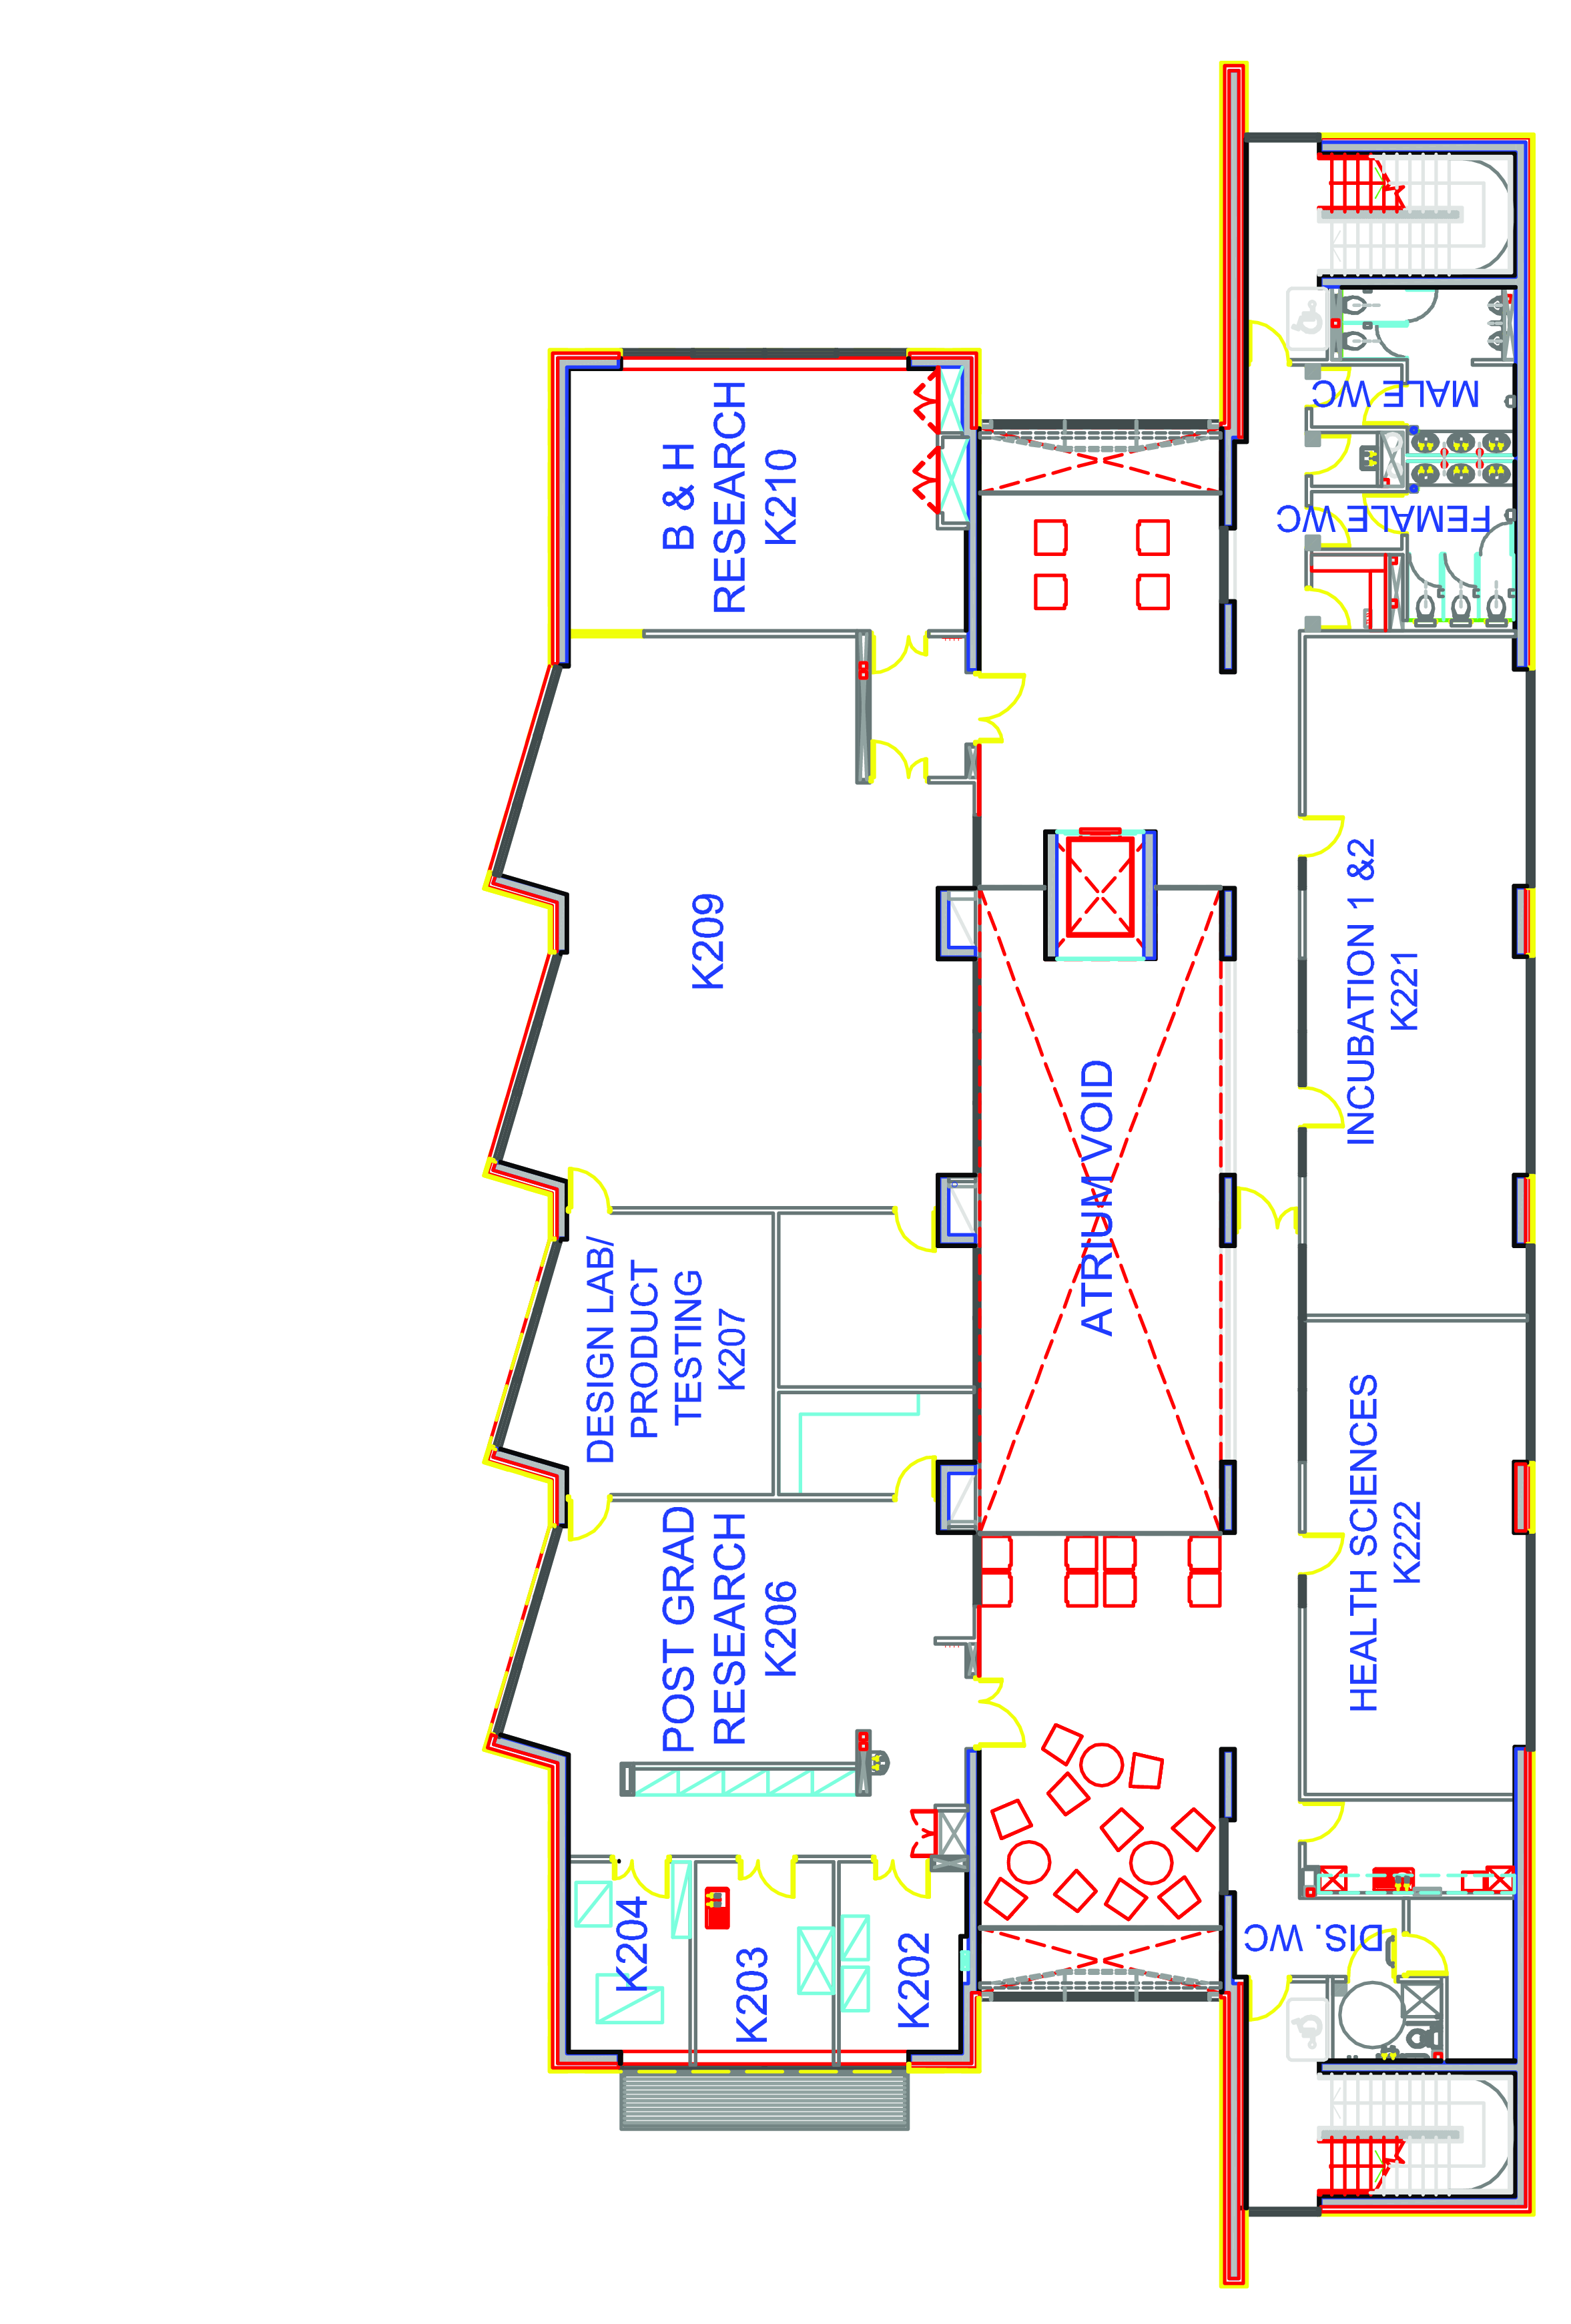 B & H
RESEARCH
K210
K209
DESIGN LAB/
PRODUCT
TESTING
K207
POST GRAD
RESEARCH
K206
K204
K203
K202
ATRIUM VOID
MALE WC
FEMALE WC
INCUBATION 1 &2
K221
HEALTH SCIENCES
K222
DIS. WC